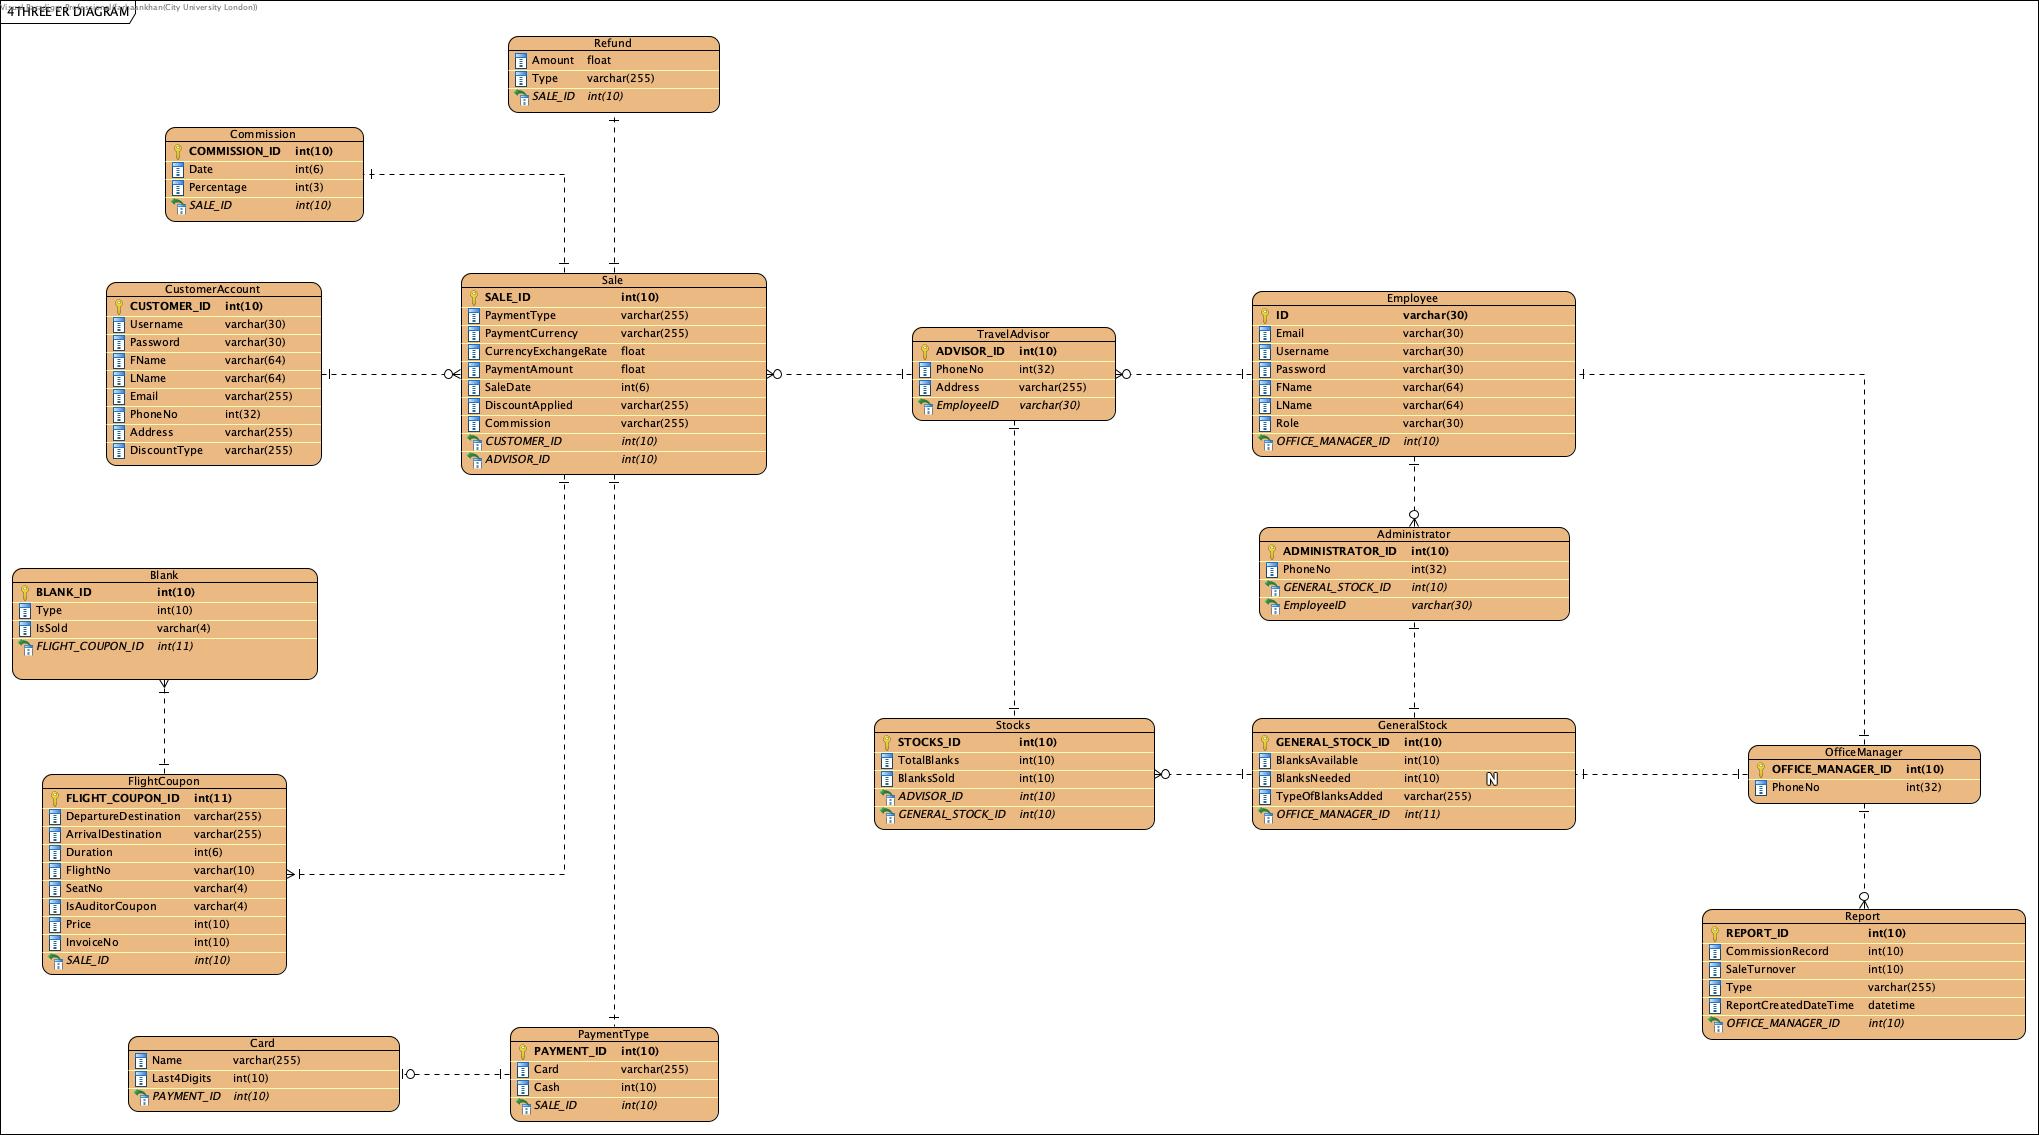 4THREE ER DIAGRAM
Refund
Amount float
Type varchar(255)
SALE_ID int(10)
Commission
COMMISSION_ID int(10)
Date int(6)
Percentage int(3)
SALE_ID int(10)
CustomerAccount
CUSTOMER_ID int(10)
Username varchar(30)
Password varchar(30)
FName varchar(64)
LName varchar(64)
Email varchar(255)
PhoneNo int(32)
Address varchar(255)
DiscountType varchar(255)
Sale
SALE_ID int(10)
PaymentType varchar(255)
PaymentCurrency varchar(255)
CurrencyExchangeRate float
PaymentAmount float
SaleDate int(6)
DiscountApplied varchar(255)
Commission varchar(255)
CUSTOMER_ID int(10)
ADVISOR_ID int(10)
TravelAdvisor
ADVISOR_ID int(10)
PhoneNo int(32)
Address varchar(255)
EmployeeID varchar(30)
Employee
ID varchar(30)
Email varchar(30)
Username varchar(30)
Password varchar(30)
FName varchar(64)
LName varchar(64)
Role varchar(30)
OFFICE_MANAGER_ID int(10)
Administrator
ADMINISTRATOR_ID int(10)
PhoneNo int(32)
GENERAL_STOCK_ID int(10)
EmployeeID varchar(30)
Blank
BLANK_ID int(10)
Type int(10)
IsSold varchar(4)
FLIGHT_COUPON_ID int(11)
FlightCoupon
FLIGHT_COUPON_ID int(11)
DepartureDestination varchar(255)
ArrivalDestination varchar(255)
Duration int(6)
FlightNo varchar(10)
SeatNo varchar(4)
IsAuditorCoupon varchar(4)
Price int(10)
InvoiceNo int(10)
SALE_ID int(10)
Stocks
STOCKS_ID int(10)
TotalBlanks int(10)
BlanksSold int(10)
ADVISOR_ID int(10)
GENERAL_STOCK_ID int(10)
GeneralStock
GENERAL_STOCK_ID int(10)
BlanksAvailable int(10)
BlanksNeeded int(10) N
TypeOfBlanksAdded varchar(255)
OFFICE_MANAGER_ID int(11)
OfficeManager
OFFICE_MANAGER_ID int(10)
PhoneNo int(32)
Report
REPORT_ID int(10)
CommissionRecord int(10)
SaleTurnover int(10)
Type varchar(255)
ReportCreatedDateTime datetime
OFFICE_MANAGER_ID int(10)
Card
Name varchar(255)
Last4Digits int(10)
PAYMENT_ID int(10)
PaymentType
PAYMENT_ID int(10)
Card varchar(255)
Cash int(10)
SALE_ID int(10)